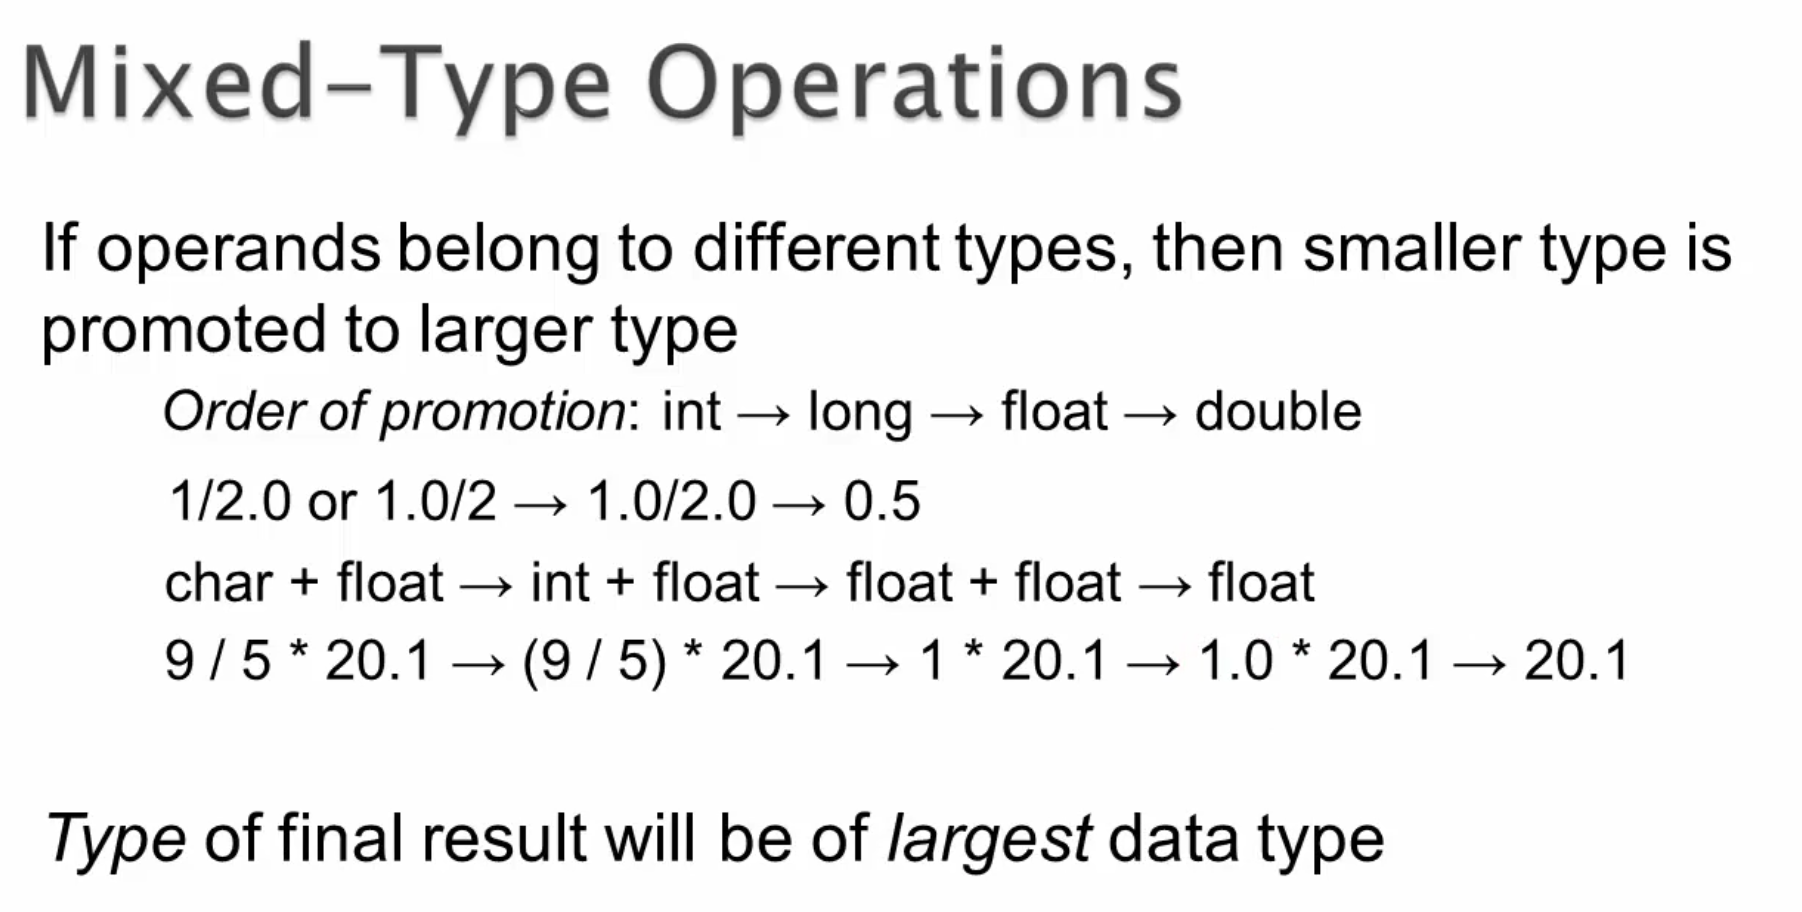 Mixed-Type Operations
If operands belong to different types, then smaller type is
promoted to larger type
Order of promotion: int → long → float → double
1/2.0 or 1.0/2 → 1.0/2.0 → 0.5
char + float → int + float → float + float → float
9 / 5 * 20.1 → (9 / 5) * 20.1 → 1 * 20.1 → 1.0 * 20.1 → 20.1
Type of final result will be of largest data type